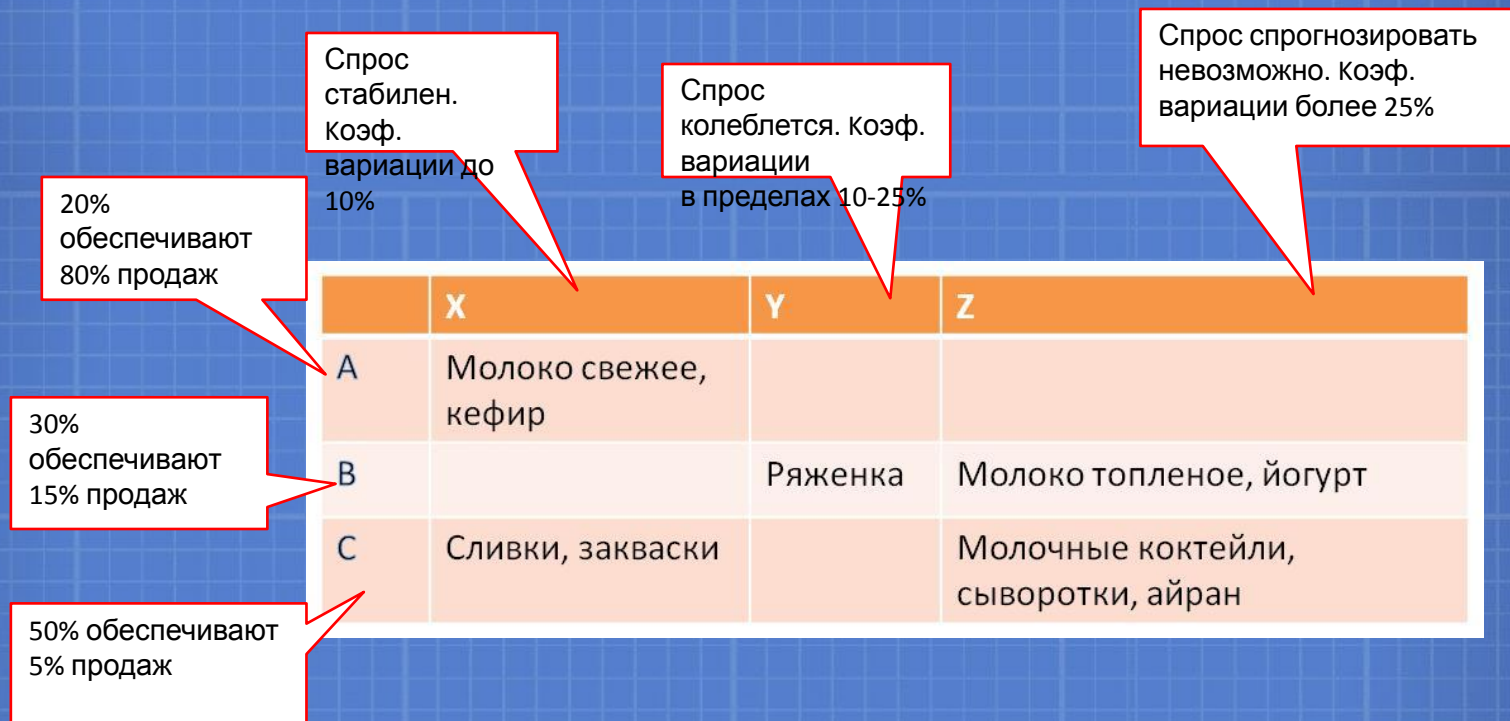 Спрос
стабилен.
Коэф.
вариации до
10%
Спрос
колеблется. Коэф.
вариации
в пределах 10-25%
Спрос спрогнозировать
невозможно. Коэф.
вариации более 25%
20%
обеспечивают
80% продаж
30%
обеспечивают
15% продаж
50% обеспечивают
5% продаж
X Y Z
A Молоко свежее,
кефир
B Ряженка Молоко топленое, йогурт
C Сливки, закваски Молочные коктейли,
сыворотки, айран